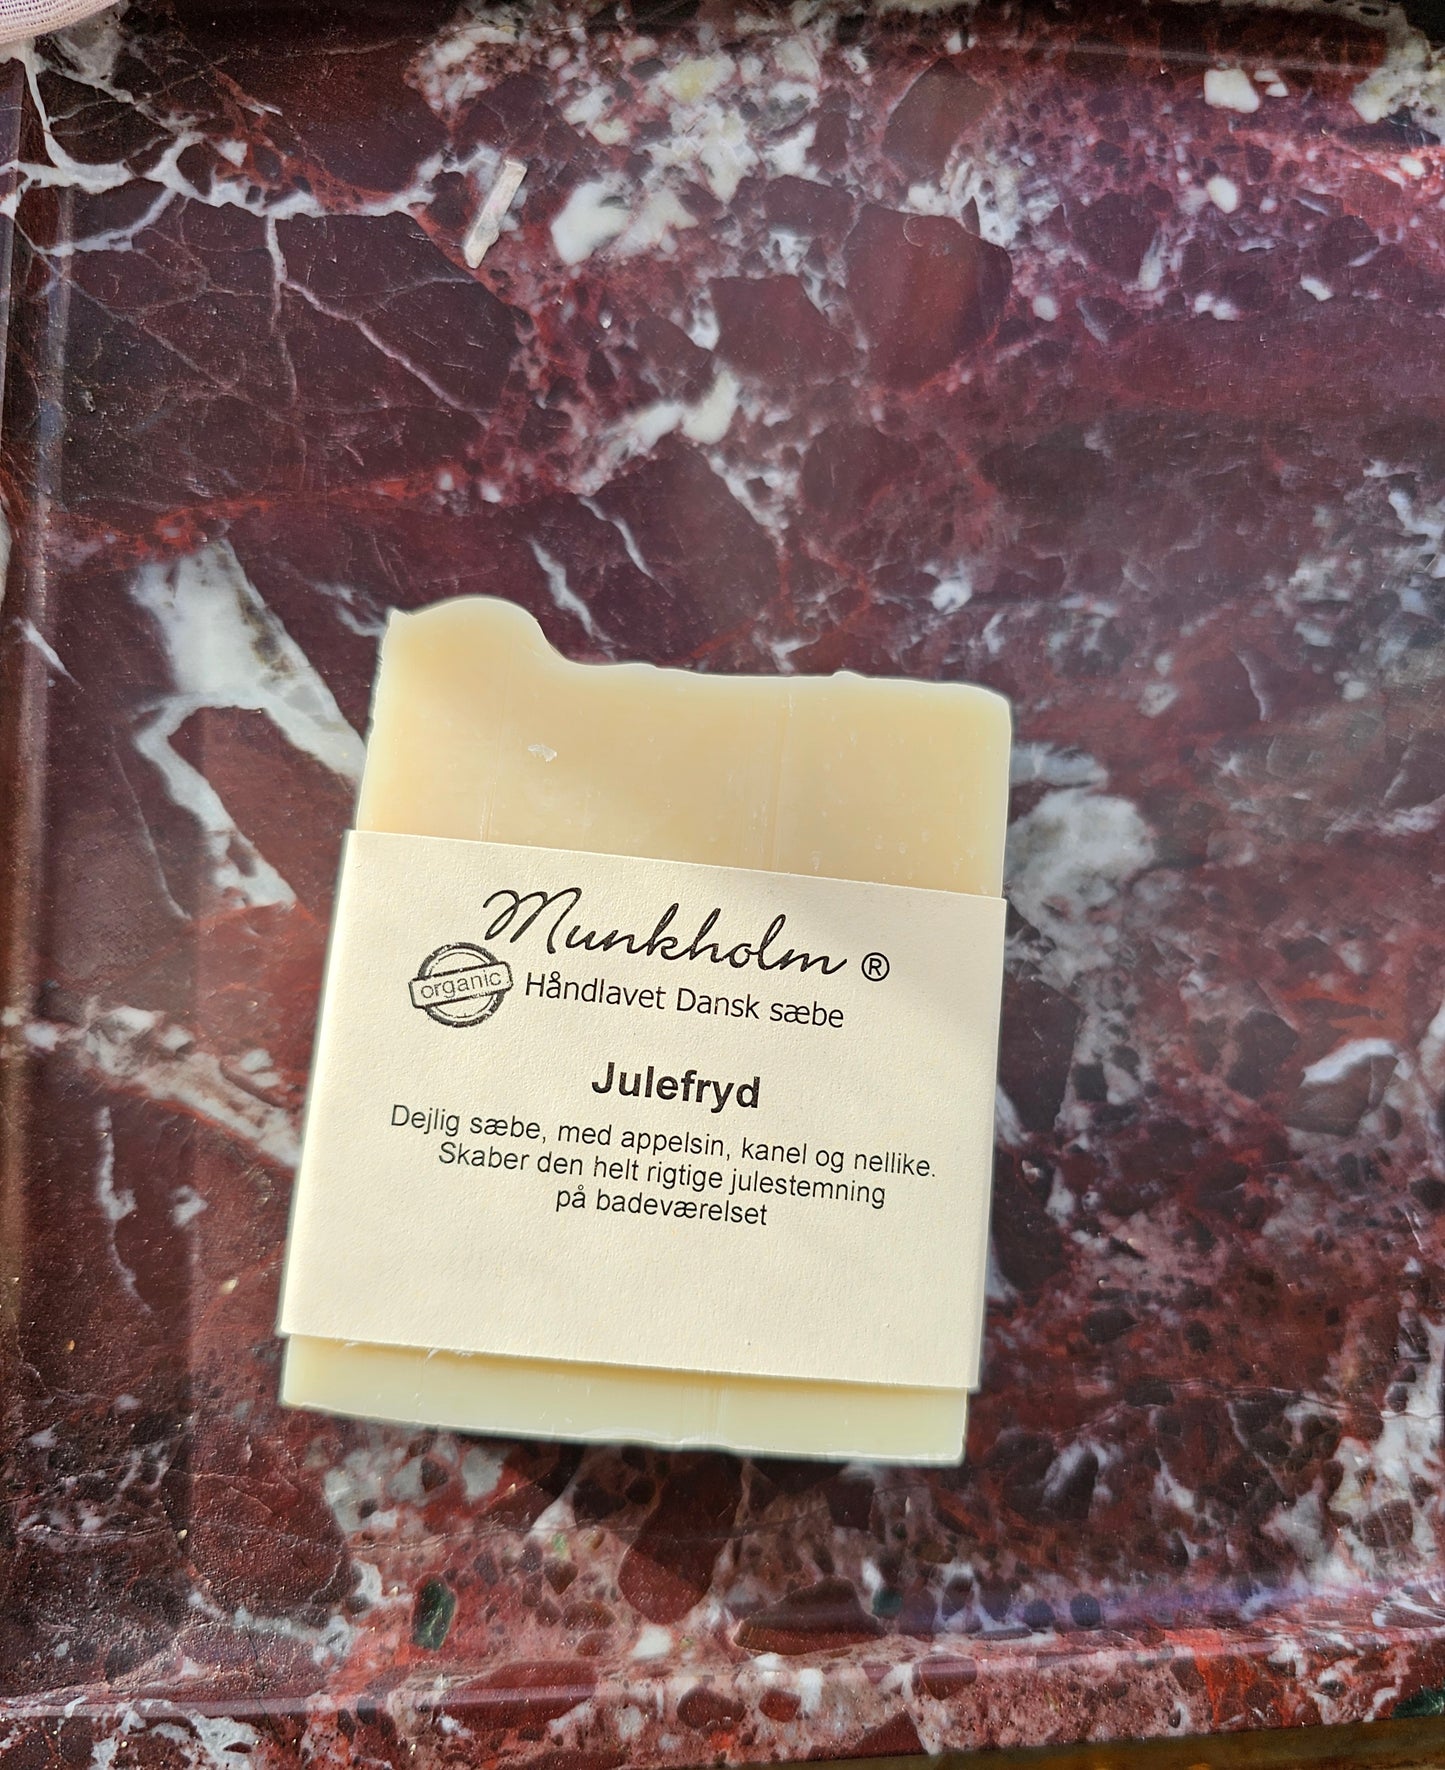 Munkholm ®
organic
Håndlavet Dansk sæbe
Julefryd
Dejlig sæbe, med appelsin, kanel og nellike.
Skaber den helt rigtige julestemning
på badeværelset